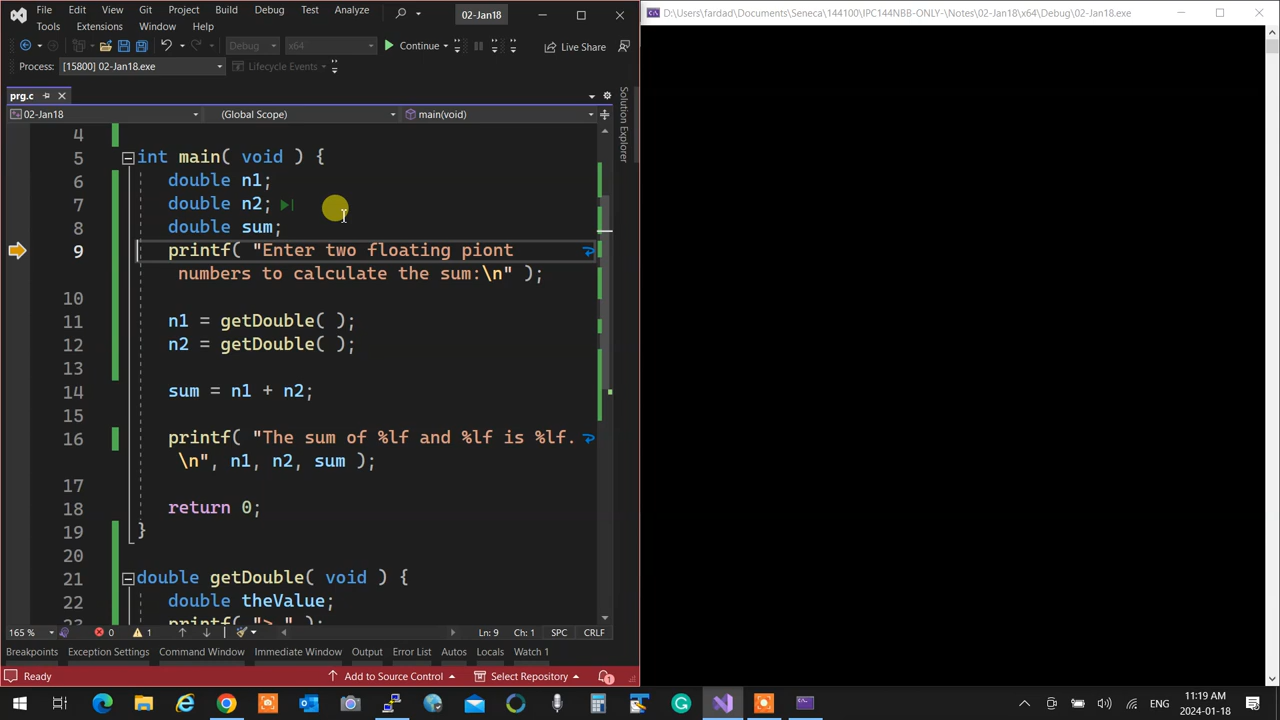 File Edit View Git Project Build Debug Test Analyze
Tools Extensions Window Help
02-Jan18
Debug x64 Continue Live Share
Process: [15800] 02-Jan18.exe Lifecycle Events
prg.c
02-Jan18 (Global Scope) main(void)
4
5 int main( void ) {
6 double n1;
7 double n2;
8 double sum;
9 printf( "Enter two floating piont
numbers to calculate the sum:\n" );
10
11 n1 = getDouble( );
12 n2 = getDouble( );
13
14 sum = n1 + n2;
15
16 printf( "The sum of %lf and %lf is %lf.
\n", n1, n2, sum );
17
18 return 0;
19 }
20
21 double getDouble( void ) {
22 double theValue;
23 printf( "> " );
165 % 0 1 Ln: 9 Ch: 1 SPC CRLF
Breakpoints Exception Settings Command Window Immediate Window Output Error List Autos Locals Watch 1
Ready Add to Source Control Select Repository 1
Solution Explorer
D:\Users\fardad\Documents\Seneca\144100\IPC144NBB-ONLY-\Notes\02-Jan18\x64\Debug\02-Jan18.exe
ENG 11:19 AM
2024-01-18